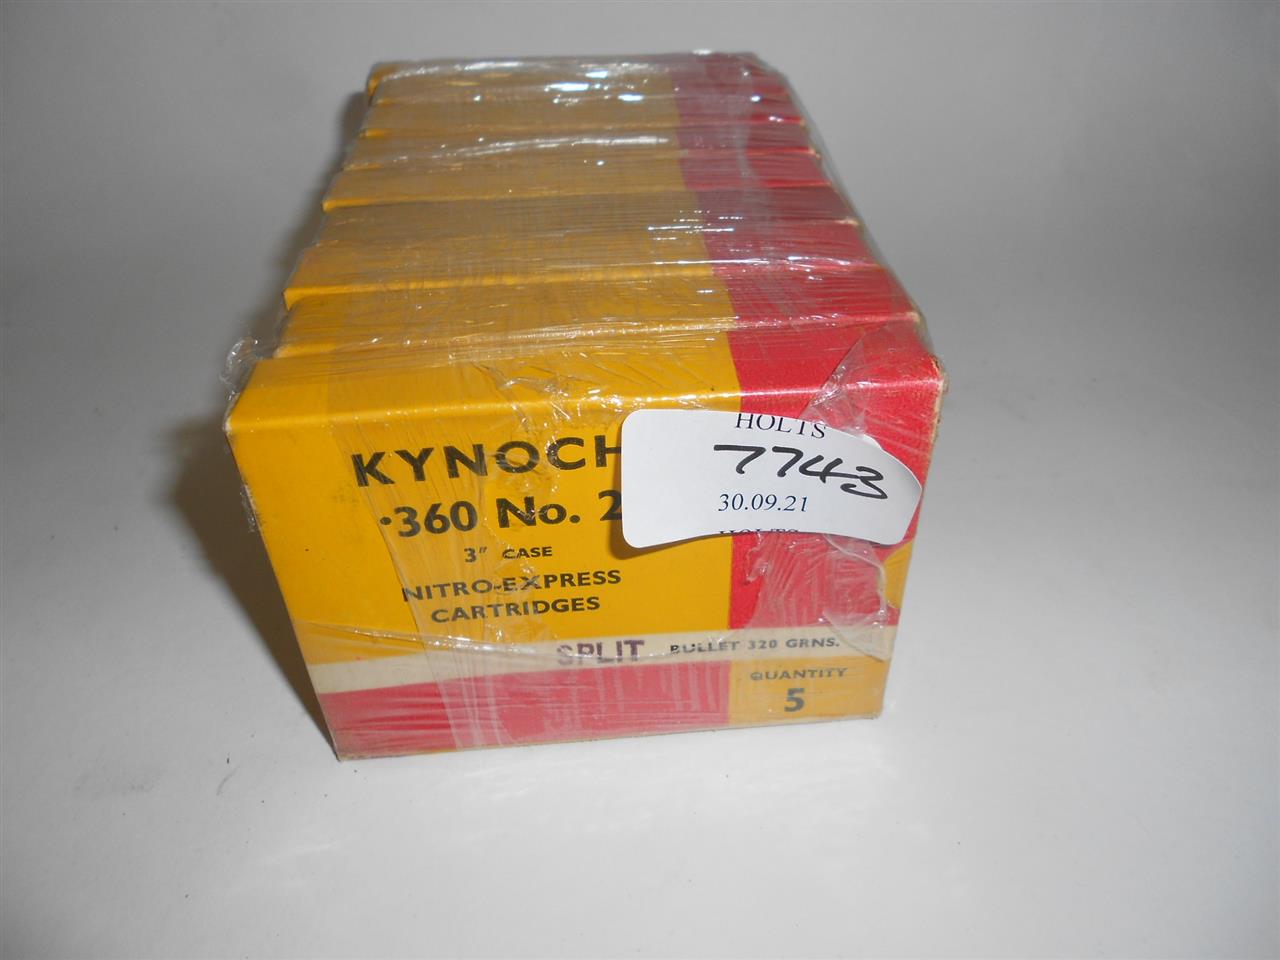 KYNOCH
·360 No. 2
3" CASE
NITRO-EXPRESS
CARTRIDGES
SPLIT BULLET 320 GRNS.
QUANTITY
5
HOLTS
7743
30.09.21
HOLTS